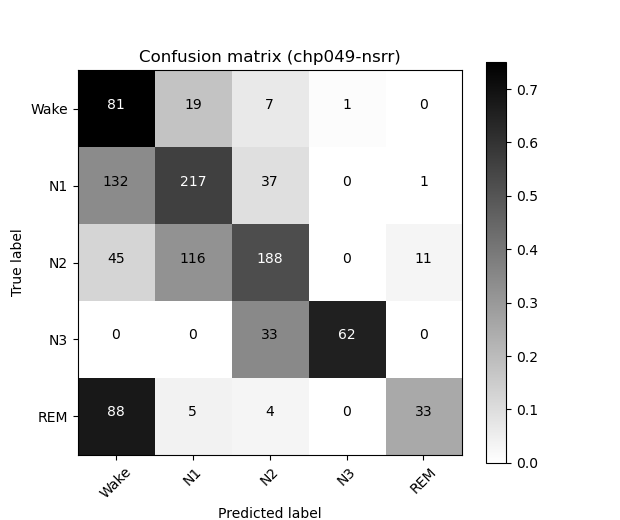 Confusion matrix (chp049-nsrr)
Wake 81 19 7 1 0
N1 132 217 37 0 1
N2 45 116 188 0 11
N3 0 0 33 62 0
REM 88 5 4 0 33
Wake N1 N2 N3 REM
True label
Predicted label
0.7
0.6
0.5
0.4
0.3
0.2
0.1
0.0